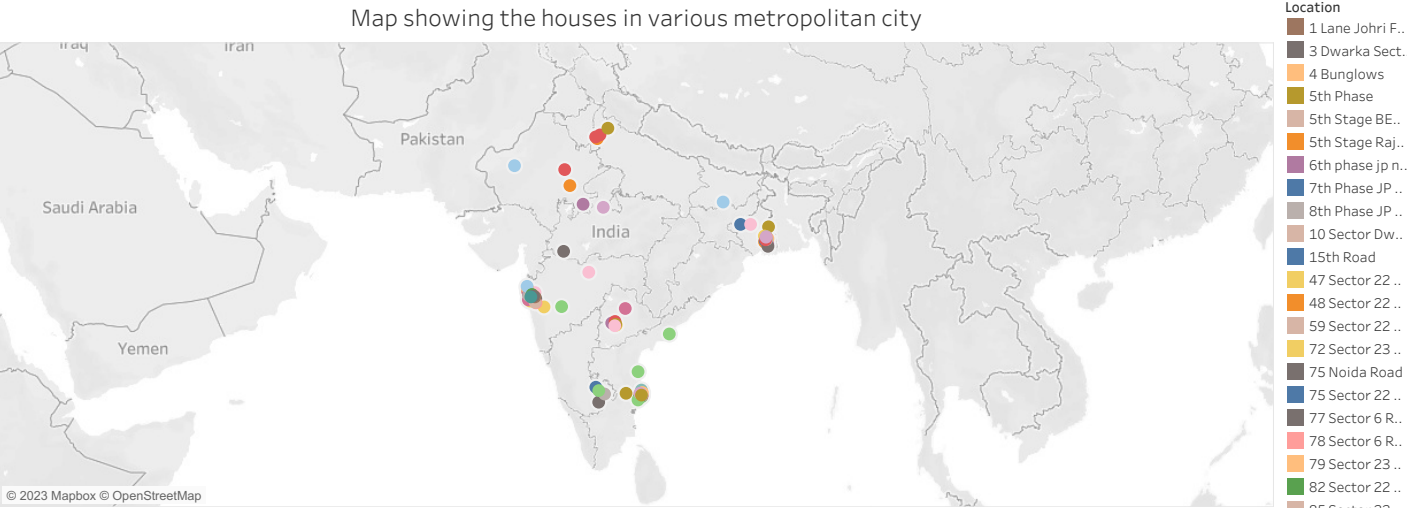 Map showing the houses in various metropolitan city
Iraq
Iran
Pakistan
Saudi Arabia
India
Yemen
© 2023 Mapbox © OpenStreetMap
Location
1 Lane Johri F..
3 Dwarka Sect..
4 Bunglows
5th Phase
5th Stage BE..
5th Stage Raj..
6th phase jp n..
7th Phase JP ..
8th Phase JP ..
10 Sector Dw..
15th Road
47 Sector 22 ..
48 Sector 22 ..
59 Sector 22 ..
72 Sector 23 ..
75 Noida Road
75 Sector 22 ..
77 Sector 6 R..
78 Sector 6 R..
79 Sector 23 ..
82 Sector 22 ..